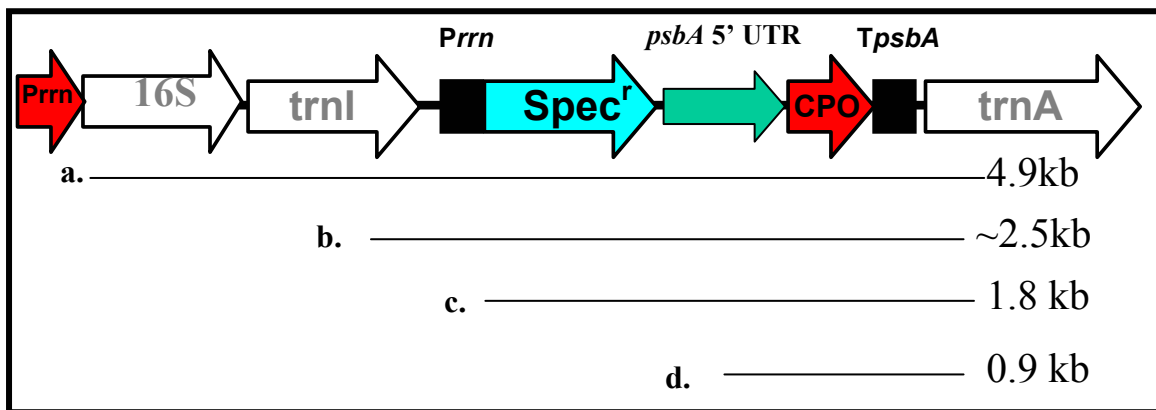 Prrn psbA 5' UTR TpsbA
Prrn 16S trnI Specʳ CPO trnA
a. 4.9kb
b. ~2.5kb
c. 1.8 kb
d. 0.9 kb